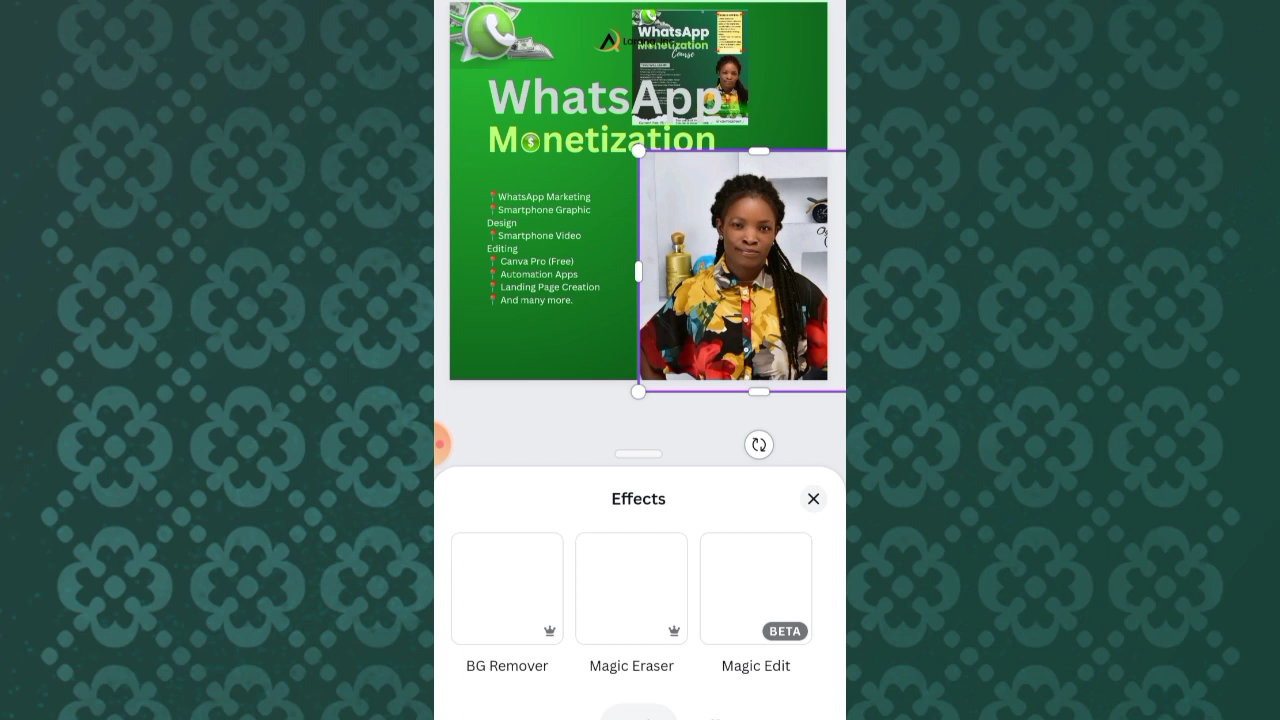 WhatsApp
Monetization
Course
WhatsApp
M$netization
📍WhatsApp Marketing
📍Smartphone Graphic
Design
📍Smartphone Video
Editing
📍 Canva Pro (Free)
📍 Automation Apps
📍 Landing Page Creation
📍 And many more.
Effects
BETA
BG Remover
Magic Eraser
Magic Edit